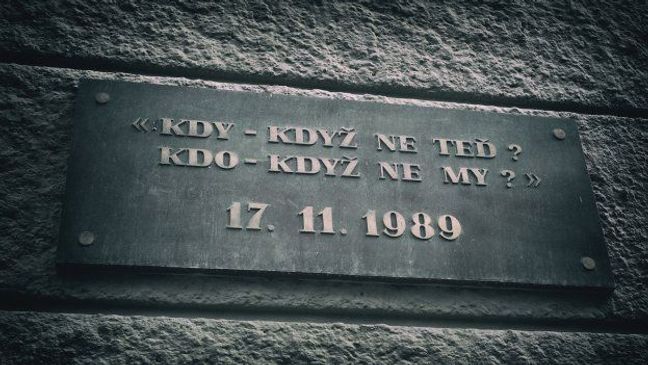 «KDY – KDYŽ NE TEĎ ?
KDO – KDYŽ NE MY ?»
17. 11. 1989